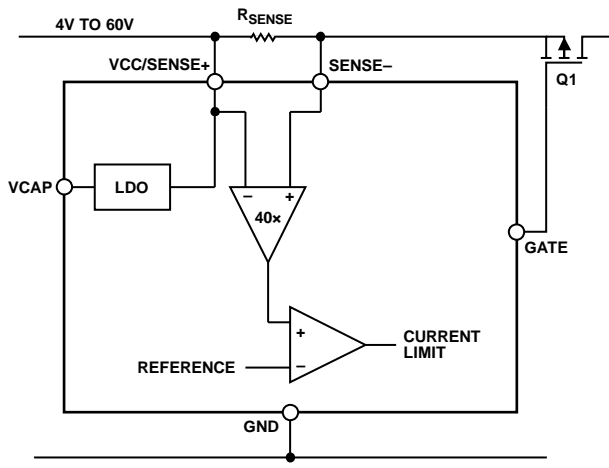 4V TO 60V
RSENSE
VCC/SENSE+
SENSE–
Q1
VCAP
LDO
–
+
40×
GATE
+
CURRENT
LIMIT
REFERENCE
–
GND